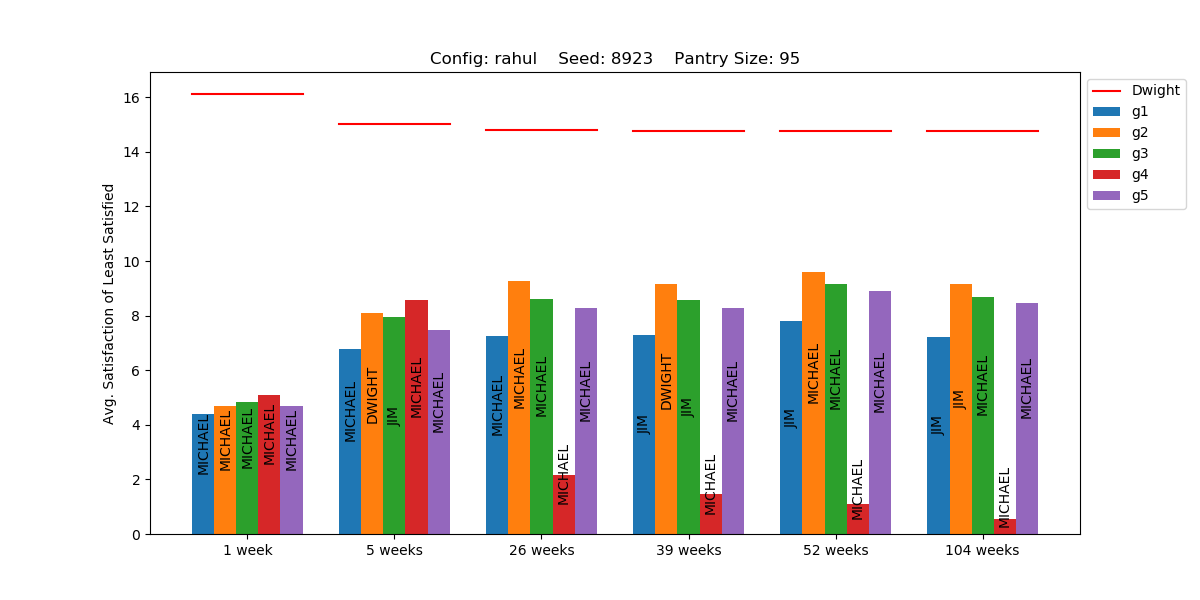 Config: rahul    Seed: 8923    Pantry Size: 95
Avg. Satisfaction of Least Satisfied
16
14
12
10
8
6
4
2
0
MICHAEL
MICHAEL
MICHAEL
MICHAEL
MICHAEL
MICHAEL
DWIGHT
JIM
MICHAEL
MICHAEL
MICHAEL
MICHAEL
MICHAEL
MICHAEL
MICHAEL
JIM
DWIGHT
JIM
MICHAEL
MICHAEL
JIM
MICHAEL
MICHAEL
MICHAEL
MICHAEL
JIM
JIM
MICHAEL
MICHAEL
MICHAEL
1 week
5 weeks
26 weeks
39 weeks
52 weeks
104 weeks
Dwight
g1
g2
g3
g4
g5